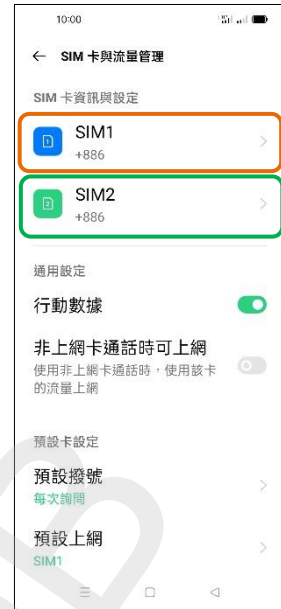 10:00
← SIM 卡與流量管理
SIM 卡資訊與設定
SIM1
+886
SIM2
+886
通用設定
行動數據
非上網卡通話時可上網
使用非上網卡通話時，使用該卡
的流量上網
預設卡設定
預設撥號
每次詢問
預設上網
SIM1